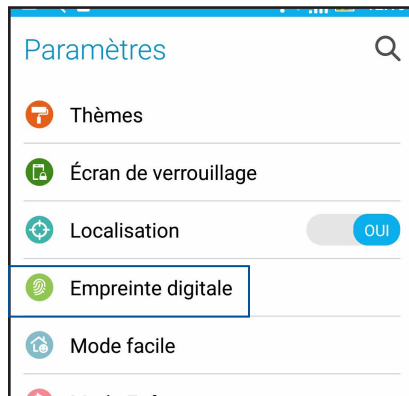 Paramètres
Thèmes
Écran de verrouillage
Localisation
OUI
Empreinte digitale
Mode facile